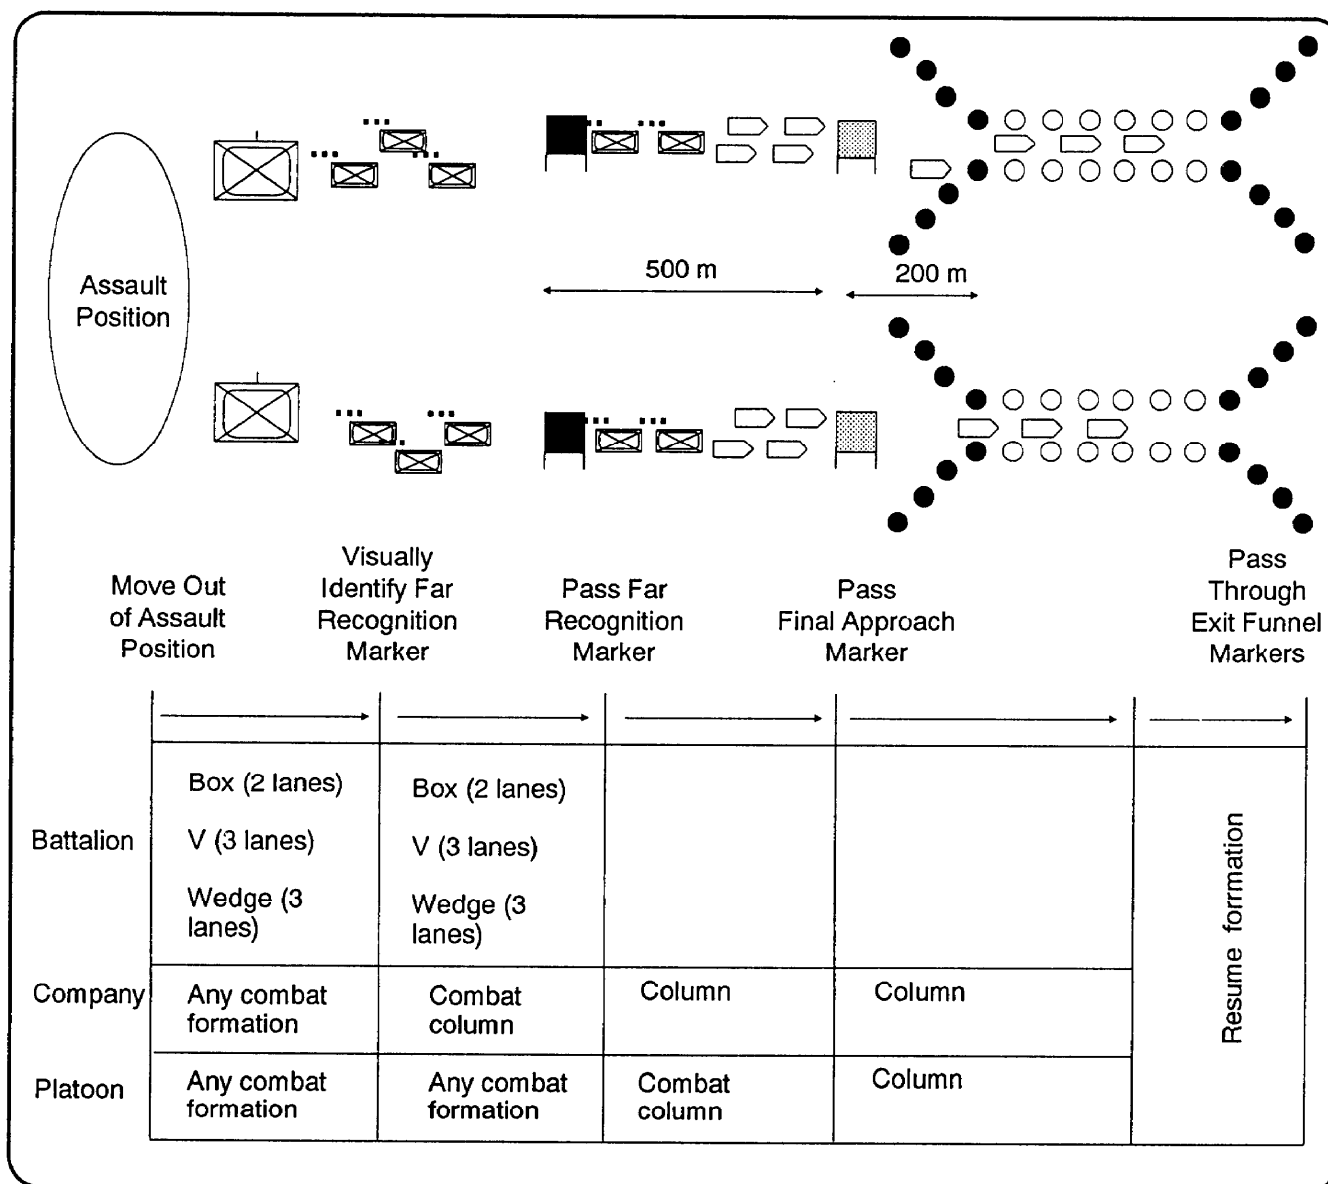 500 m
200 m
Assault
Position
Move Out
of Assault
Position
Visually
Identify Far
Recognition
Marker
Pass Far
Recognition
Marker
Pass
Final Approach
Marker
Pass
Through
Exit Funnel
Markers
Battalion
Box (2 lanes)
V (3 lanes)
Wedge (3
lanes)
Box (2 lanes)
V (3 lanes)
Wedge (3
lanes)
Resume formation
Company
Any combat
formation
Combat
column
Column
Column
Platoon
Any combat
formation
Any combat
formation
Combat
column
Column